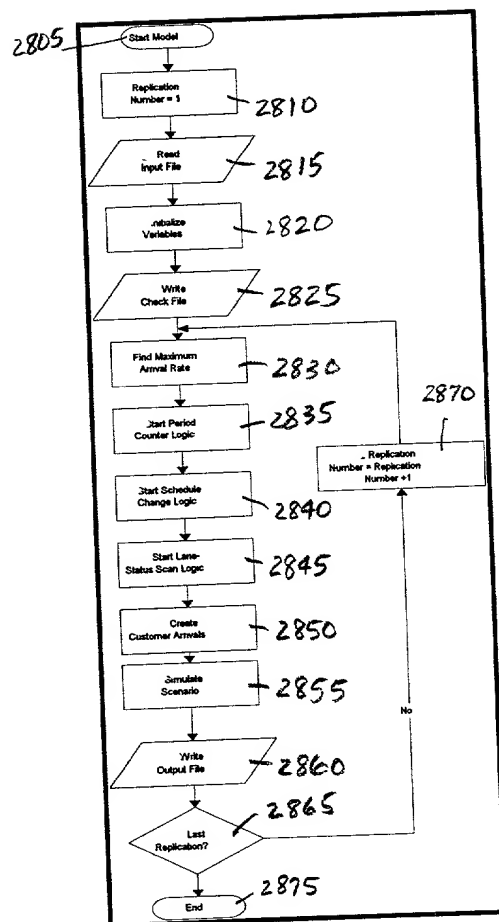 2805
Start Model
Replication
Number = 1
2810
Read
Input File
2815
Initialize
Variables
2820
Write
Check File
2825
Find Maximum
Arrival Rate
2830
2870
Start Period
Counter Logic
2835
Replication
Number = Replication
Number +1
Start Schedule
Change Logic
2840
Start Lane-
Status Scan Logic
2845
Create
Customer Arrivals
2850
Simulate
Scenario
2855
No
Write
Output File
2860
2865
Last
Replication?
End
2875